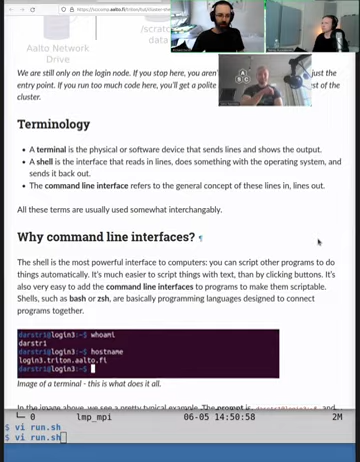 https://scicomp.aalto.fi/triton/tut/cluster-she
Aalto Network
Drive
/scrat
data
We are still only on the login node. If you stop here, you aren' just the
entry point. If you run too much code here, you'll get a polite est of the
cluster.
Terminology
• A terminal is the physical or software device that sends lines and shows the output.
• A shell is the interface that reads in lines, does something with the operating system, and
sends it back out.
• The command line interface refers to the general concept of these lines in, lines out.
All these terms are usually used somewhat interchangably.
Why command line interfaces? ¶
The shell is the most powerful interface to computers: you can script other programs to do
things automatically. It's much easier to script things with text, than by clicking buttons. It's
also very easy to add the command line interfaces to programs to make them scriptable.
Shells, such as bash or zsh, are basically programming languages designed to connect
programs together.
darstr1@login3:~$ whoami
darstr1
darstr1@login3:~$ hostname
login3.triton.aalto.fi
darstr1@login3:~$
Image of a terminal - this is what does it all.
In the image above, we see a pretty typical example. The prompt is and
0 lmp_mpi 06-05 14:50:58 2M
$ vi run.sh
$ vi run.sh